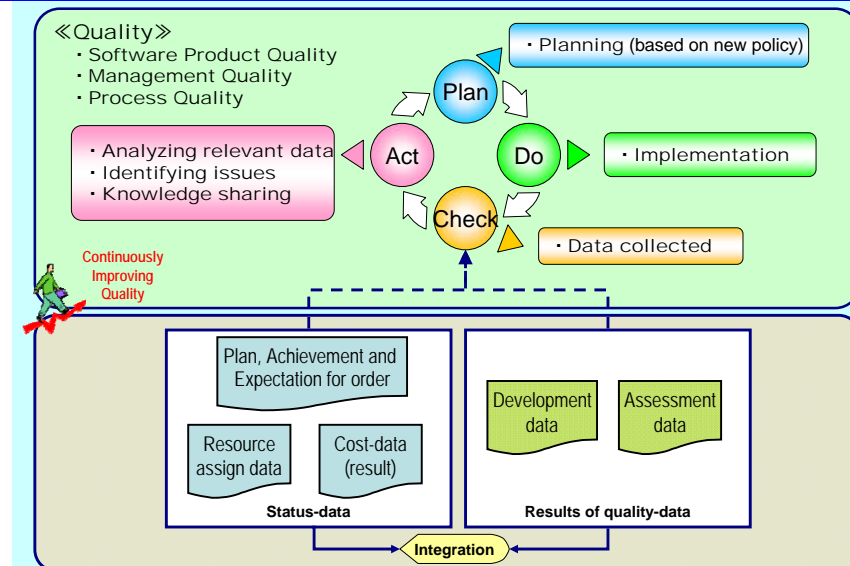 ≪Quality≫
・Software Product Quality
・Management Quality
・Process Quality
・Planning (based on new policy)
Plan
・Analyzing relevant data
・Identifying issues
・Knowledge sharing
Act
Do
・Implementation
Check
・Data collected
Continuously
Improving
Quality
Plan, Achievement and
Expectation for order
Resource
assign data
Cost-data
(result)
Status-data
Development
data
Assessment
data
Results of quality-data
Integration